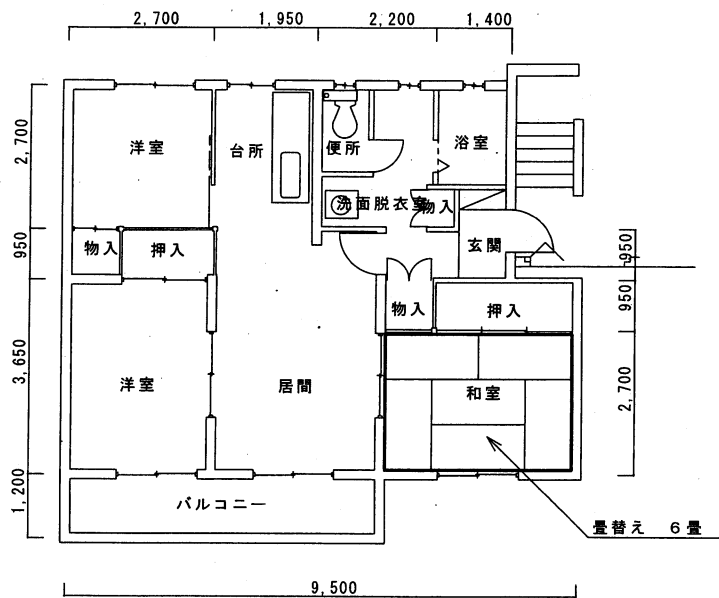 2,700
1,950
2,200
1,400
2,700
950
3,650
1,200
洋室
台所
便所
浴室
洗面脱衣室
物入
玄関
物入
押入
物入
押入
洋室
居間
和室
バルコニー
950
950
2,700
畳替え 6畳
9,500